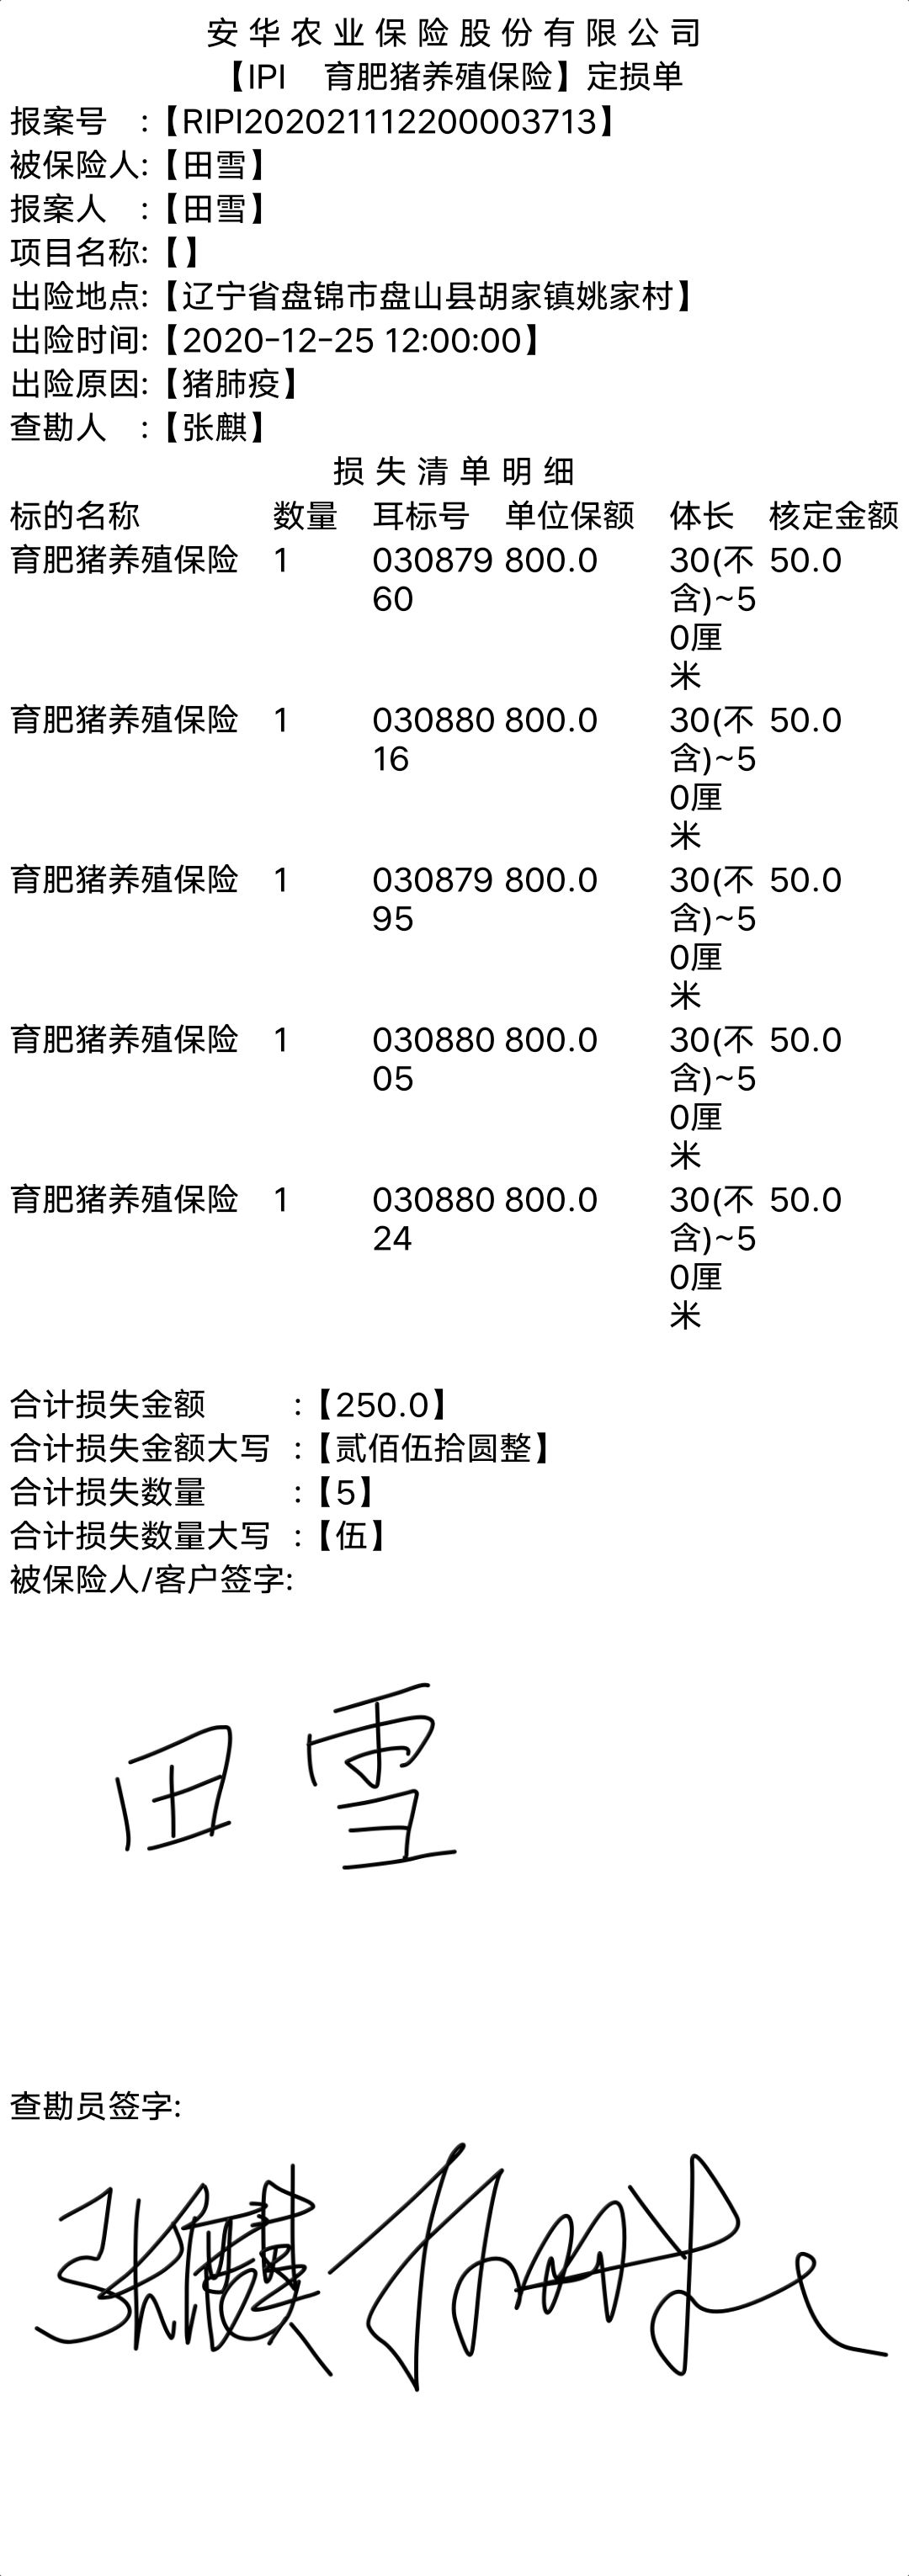 安华农业保险股份有限公司
【IPI 育肥猪养殖保险】定损单
报案号 :【RIPI202021112200003713】
被保险人:【田雪】
报案人 :【田雪】
项目名称:【】
出险地点:【辽宁省盘锦市盘山县胡家镇姚家村】
出险时间:【2020-12-25 12:00:00】
出险原因:【猪肺疫】
查勘人 :【张麒】
损失清单明细
标的名称 数量 耳标号 单位保额 体长 核定金额
育肥猪养殖保险 1 030879 800.0 30(不 50.0
60 含)~5
0厘
米
育肥猪养殖保险 1 030880 800.0 30(不 50.0
16 含)~5
0厘
米
育肥猪养殖保险 1 030879 800.0 30(不 50.0
95 含)~5
0厘
米
育肥猪养殖保险 1 030880 800.0 30(不 50.0
05 含)~5
0厘
米
育肥猪养殖保险 1 030880 800.0 30(不 50.0
24 含)~5
0厘
米
合计损失金额 :【250.0】
合计损失金额大写 :【贰佰伍拾圆整】
合计损失数量 :【5】
合计损失数量大写 :【伍】
被保险人/客户签字:
田雪
查勘员签字:
张麒